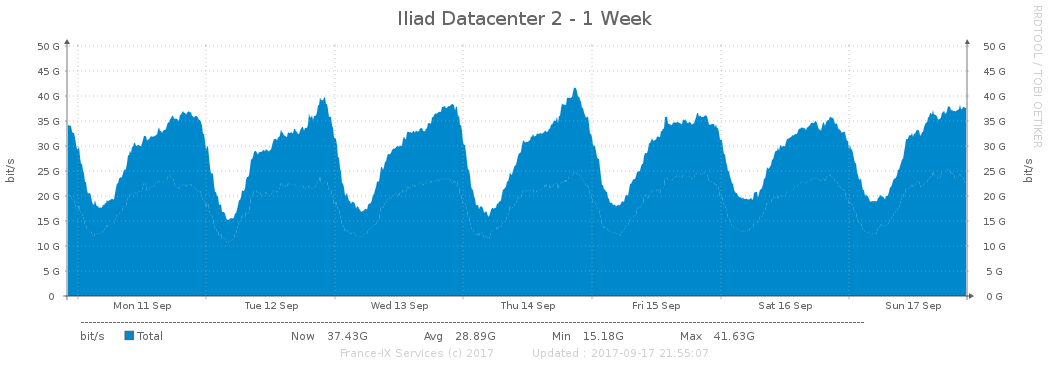 Iliad Datacenter 2 - 1 Week
RRDTOOL / TOBI OETIKER
50 G 50 G
45 G 45 G
40 G 40 G
35 G 35 G
30 G 30 G
25 G 25 G
20 G 20 G
15 G 15 G
10 G 10 G
5 G 5 G
0 0 G
bit/s bit/s
Mon 11 Sep Tue 12 Sep Wed 13 Sep Thu 14 Sep Fri 15 Sep Sat 16 Sep Sun 17 Sep
bit/s Total Now 37.43G Avg 28.89G Min 15.18G Max 41.63G
France-IX Services (c) 2017 Updated : 2017-09-17 21:55:07